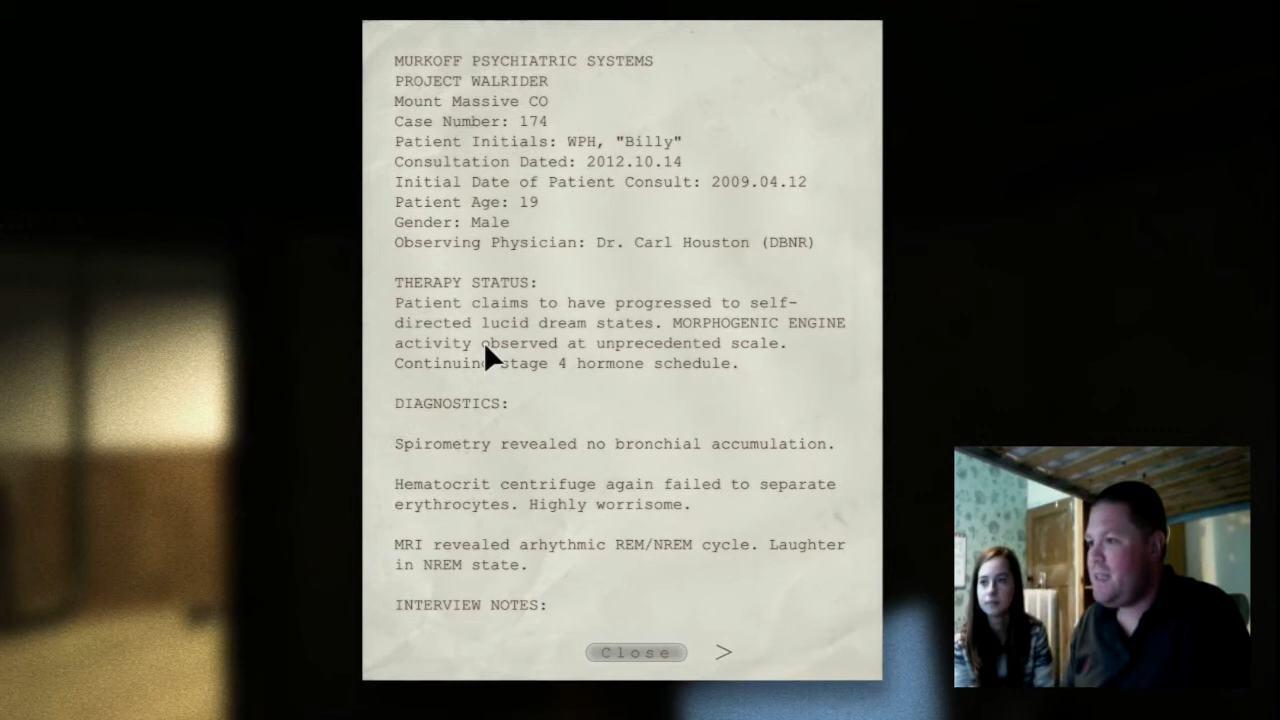 MURKOFF PSYCHIATRIC SYSTEMS
PROJECT WALRIDER
Mount Massive CO
Case Number: 174
Patient Initials: WPH, "Billy"
Consultation Dated: 2012.10.14
Initial Date of Patient Consult: 2009.04.12
Patient Age: 19
Gender: Male
Observing Physician: Dr. Carl Houston (DBNR)
THERAPY STATUS:
Patient claims to have progressed to self-
directed lucid dream states. MORPHOGENIC ENGINE
activity observed at unprecedented scale.
Continuing stage 4 hormone schedule.
DIAGNOSTICS:
Spirometry revealed no bronchial accumulation.
Hematocrit centrifuge again failed to separate
erythrocytes. Highly worrisome.
MRI revealed arhythmic REM/NREM cycle. Laughter
in NREM state.
INTERVIEW NOTES:
Close >